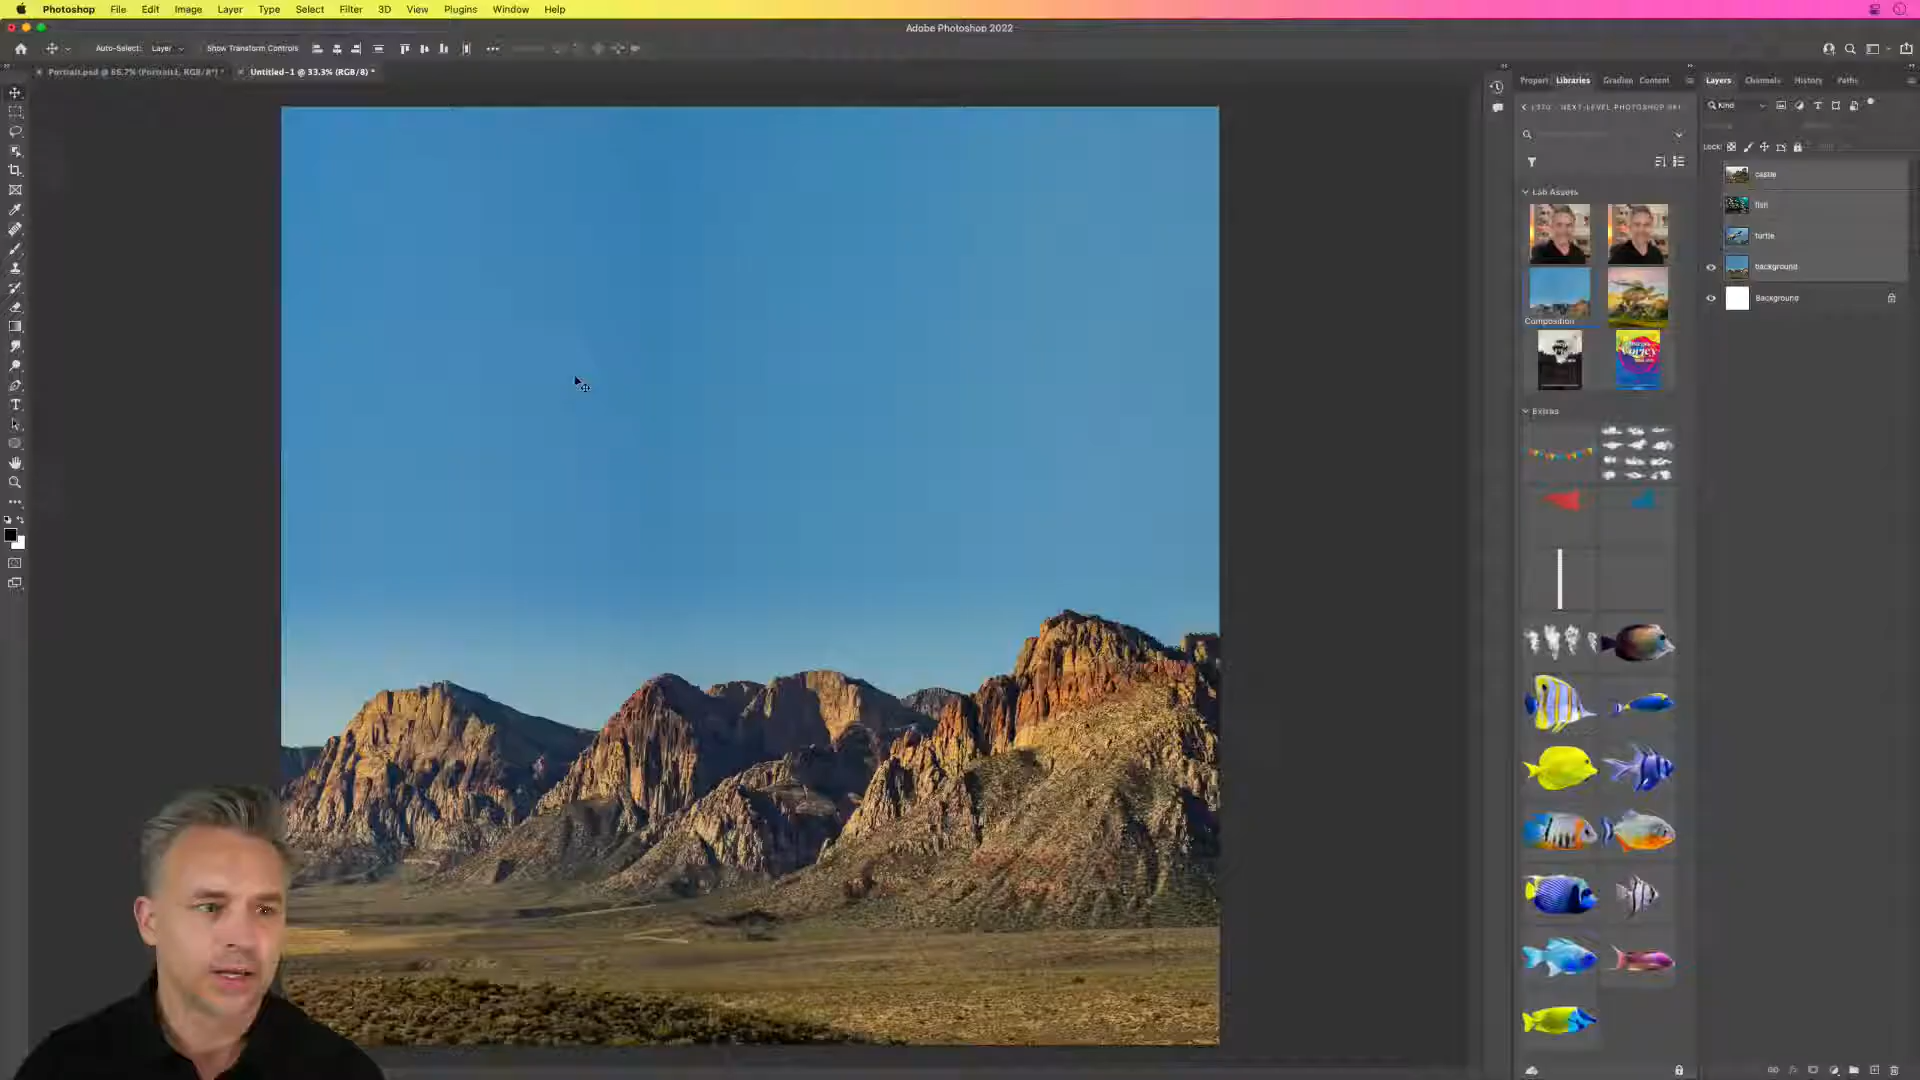 Photoshop File Edit Image Layer Type Select Filter 3D View Plugins Window Help
Adobe Photoshop 2022
Auto-Select: Layer Show Transform Controls
Portrait.psd @ 66.7% (Portrait1, RGB/8*) *
Untitled-1 @ 33.3% (RGB/8) *
Propert Libraries Gradien Content
NEXT-LEVEL PHOTOSHOP SKI
Lab Assets
Composition
Extras
Layers Channels History Paths
Kind
Lock:
castle
fish
turtle
background
Background